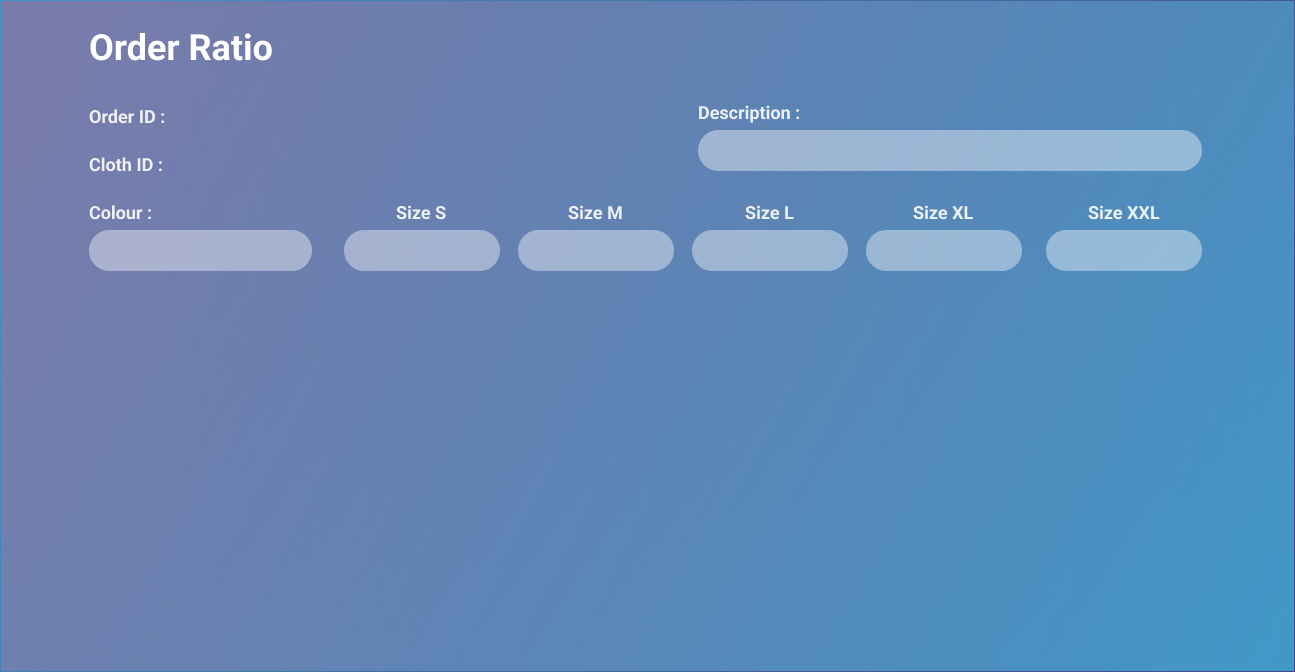 Order Ratio
Order ID :
Description :
Cloth ID :
Colour :
Size S
Size M
Size L
Size XL
Size XXL